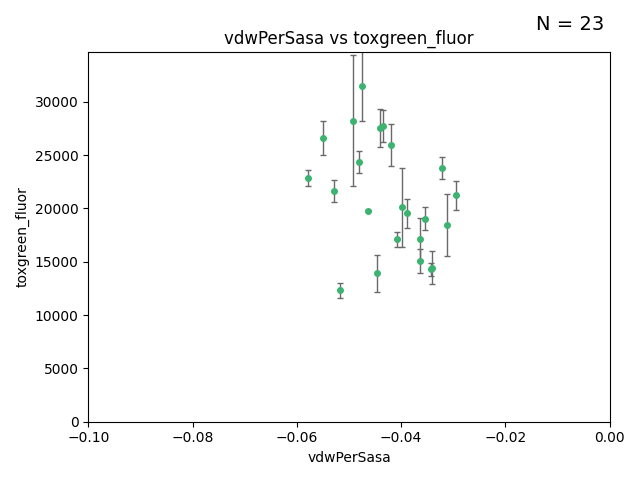 N = 23
vdwPerSasa vs toxgreen_fluor
30000
25000
20000
15000
10000
5000
0
toxgreen_fluor
−0.10 −0.08 −0.06 −0.04 −0.02 0.00
vdwPerSasa